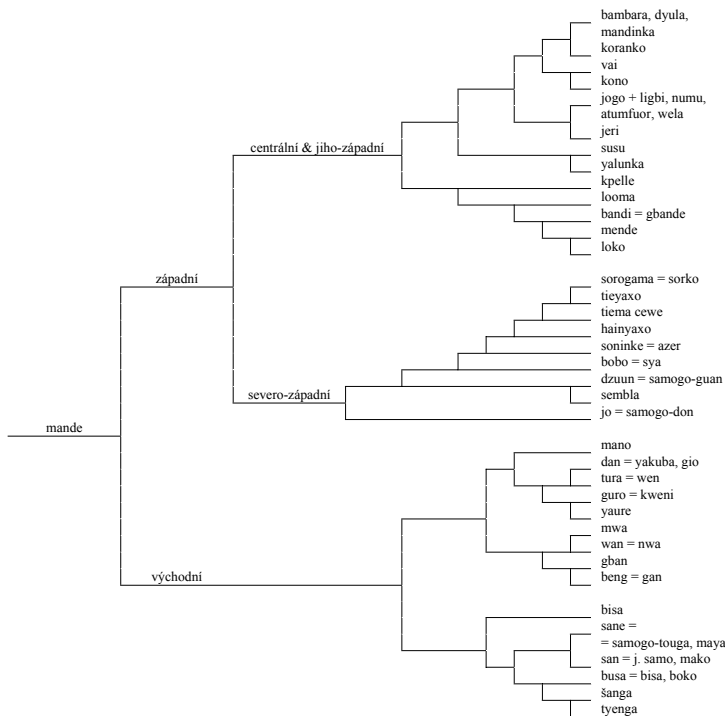 bambara, dyula,
mandinka
koranko
vai
kono
jogo + ligbi, numu,
atumfuor, wela
jeri
centrální & jiho-západní
susu
yalunka
kpelle
looma
bandi = gbande
mende
loko
západní
sorogama = sorko
tieyaxo
tiema cewe
hainyaxo
soninke = azer
bobo = sya
dzuun = samogo-guan
severo-západní
sembla
jo = samogo-don
mande
mano
dan = yakuba, gio
tura = wen
guro = kweni
yaure
mwa
wan = nwa
gban
východní
beng = gan
bisa
sane =
= samogo-touga, maya
san = j. samo, mako
busa = bisa, boko
šanga
tyenga